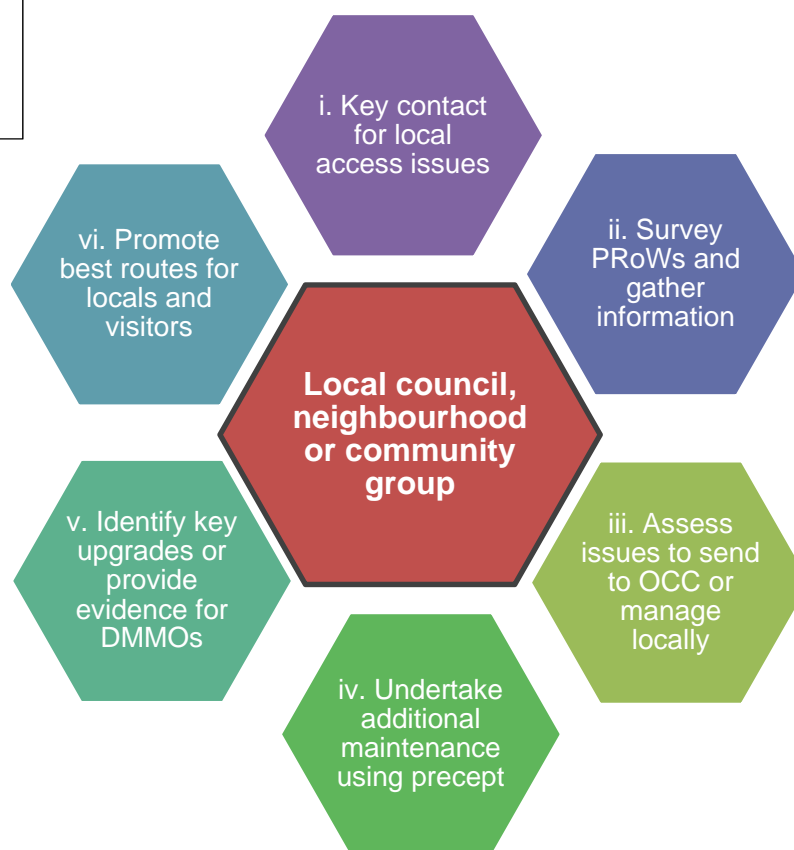 i. Key contact
for local
access issues
ii. Survey
PRoWs and
gather
information
iii. Assess
issues to send
to OCC or
manage
locally
iv. Undertake
additional
maintenance
using precept
v. Identify key
upgrades or
provide
evidence for
DMMOs
vi. Promote
best routes for
locals and
visitors
Local council,
neighbourhood
or community
group